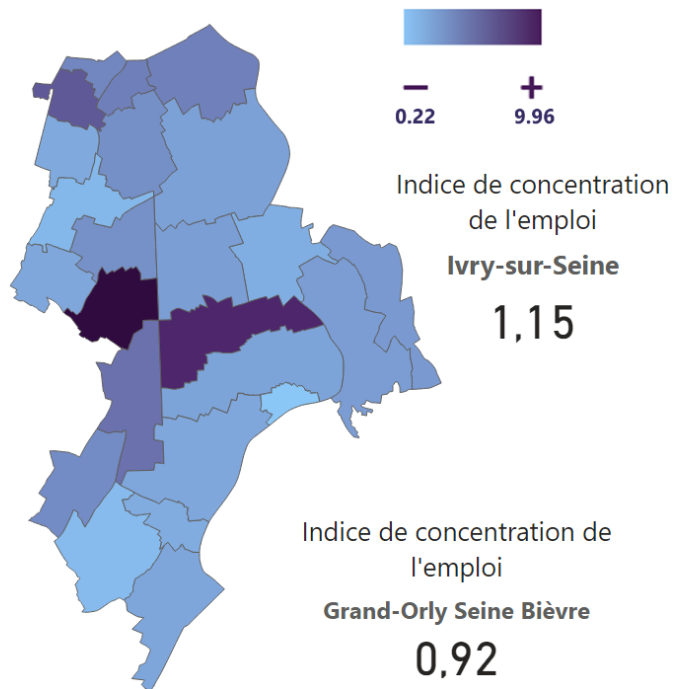 − +
0.22 9.96
Indice de concentration
de l'emploi
Ivry-sur-Seine
1,15
Indice de concentration de
l'emploi
Grand-Orly Seine Bièvre
0,92